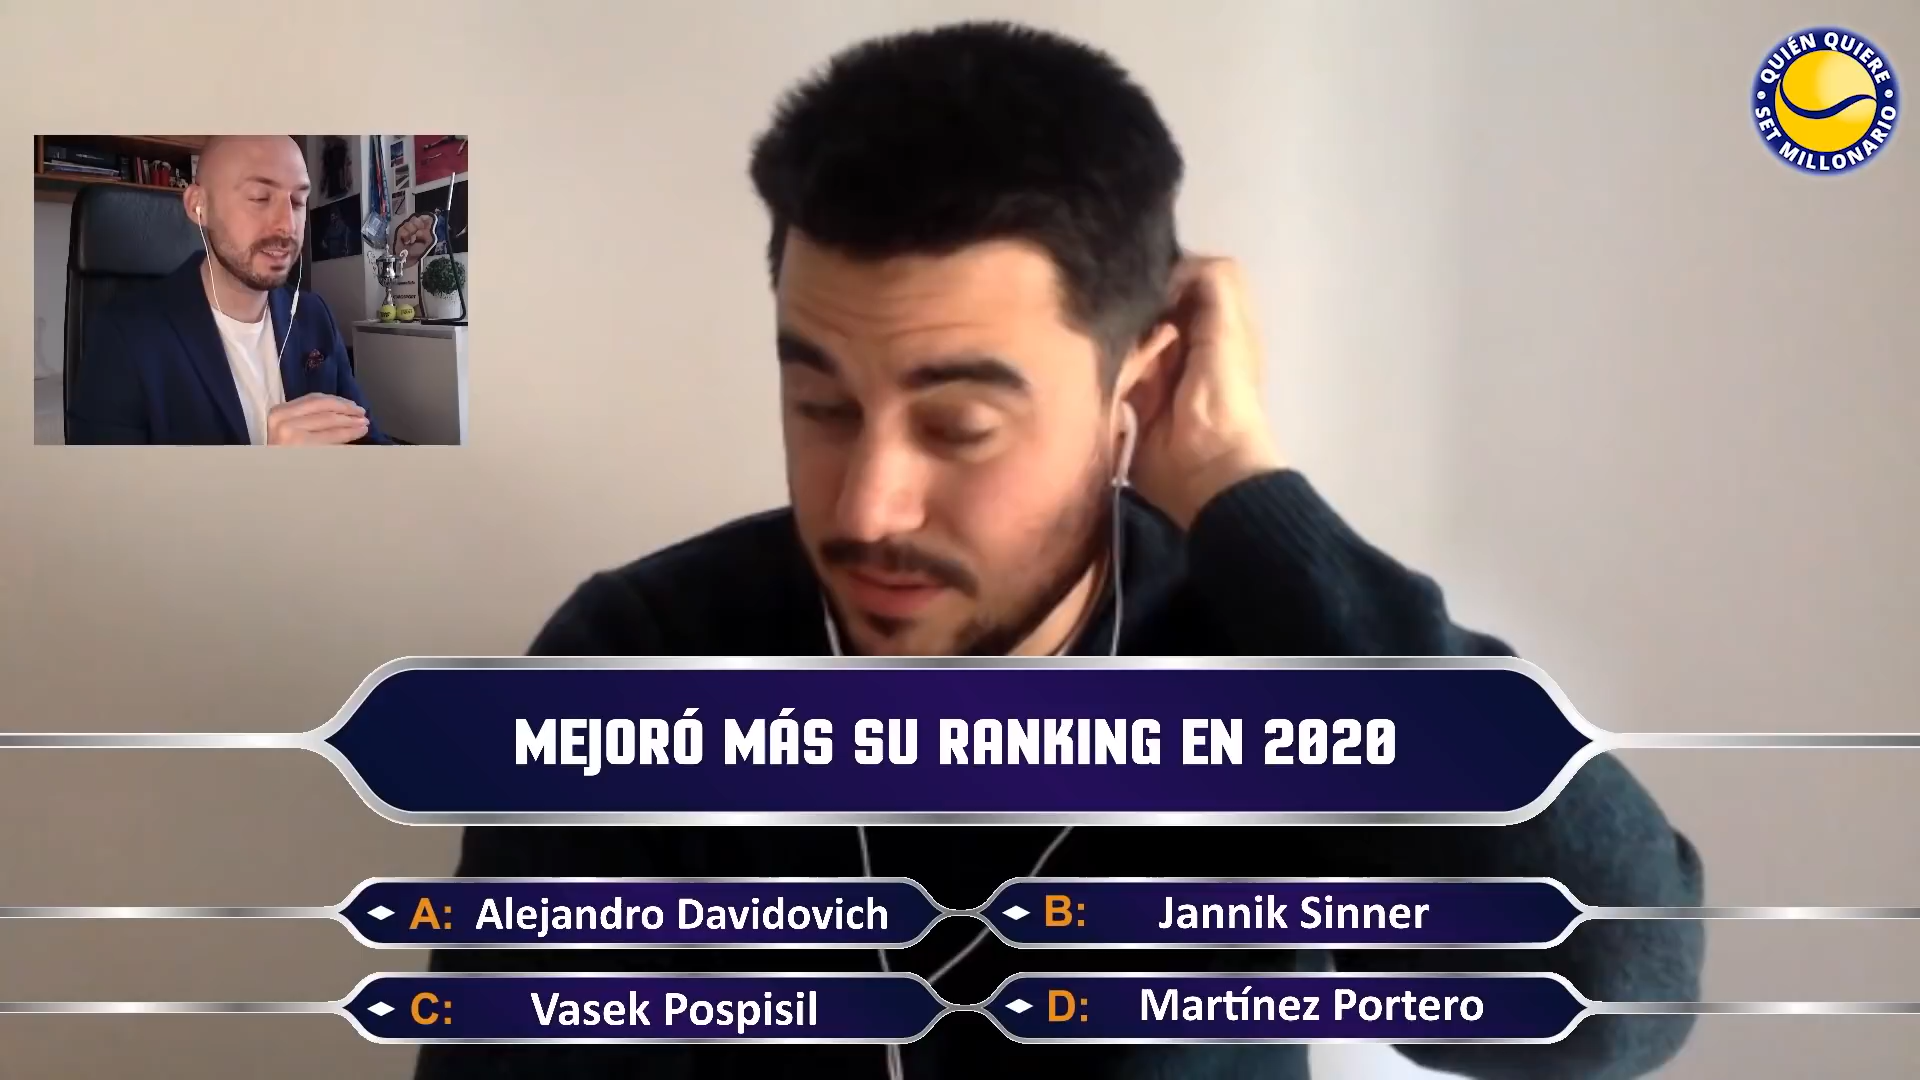 QUIÉN QUIERE
SET MILLONARIO
MEJORÓ MÁS SU RANKING EN 2020
A: Alejandro Davidovich
B: Jannik Sinner
C: Vasek Pospisil
D: Martínez Portero